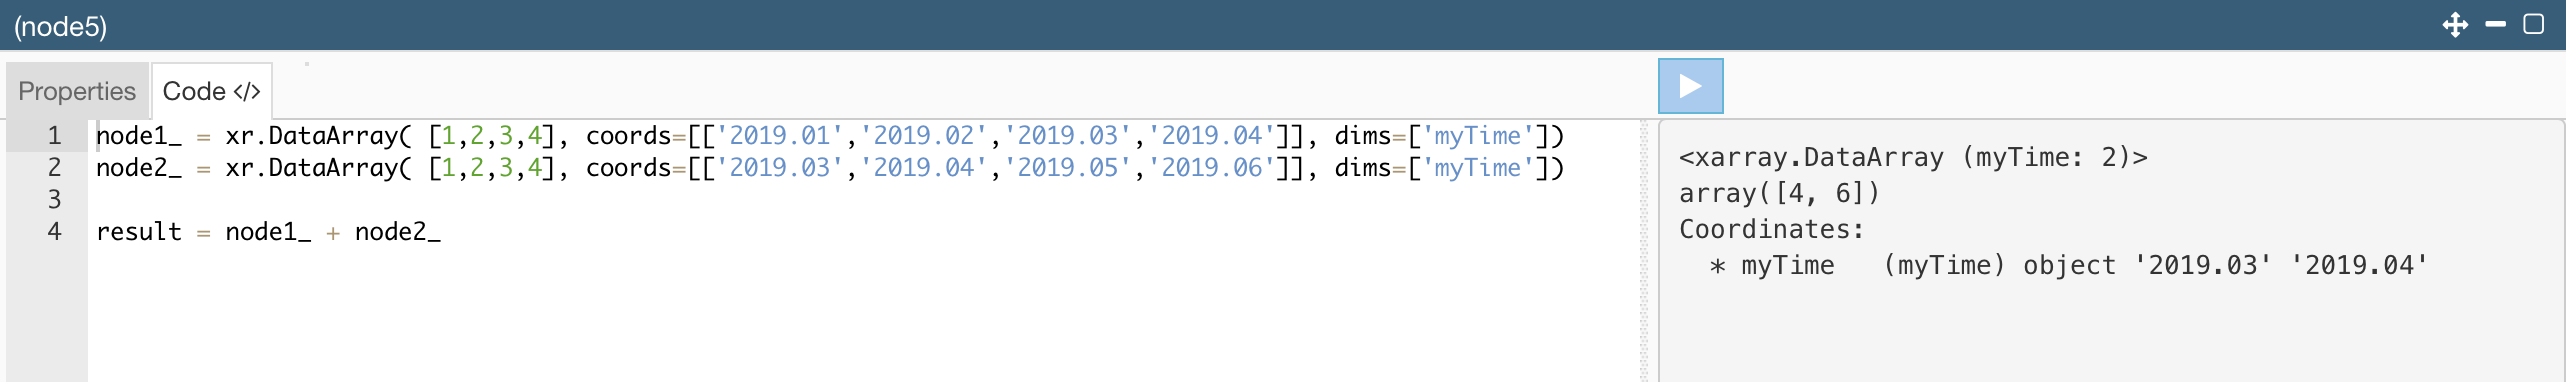 (node5)
Properties
Code </>
1 node1_ = xr.DataArray( [1,2,3,4], coords=[['2019.01','2019.02','2019.03','2019.04']], dims=['myTime'])
2 node2_ = xr.DataArray( [1,2,3,4], coords=[['2019.03','2019.04','2019.05','2019.06']], dims=['myTime'])
3
4 result = node1_ + node2_
<xarray.DataArray (myTime: 2)>
array([4, 6])
Coordinates:
  * myTime   (myTime) object '2019.03' '2019.04'